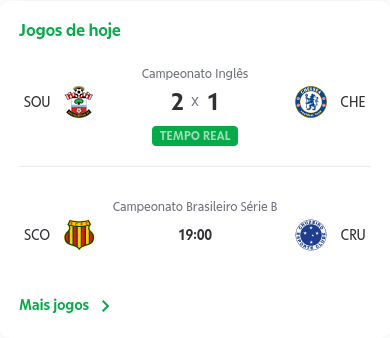 Jogos de hoje
Campeonato Inglês
SOU 2 x 1 CHE
TEMPO REAL
Campeonato Brasileiro Série B
SCO 19:00 CRU
Mais jogos